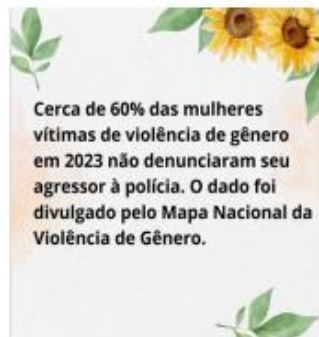 Cerca de 60% das mulheres
vítimas de violência de gênero
em 2023 não denunciaram seu
agressor à polícia. O dado foi
divulgado pelo Mapa Nacional da
Violência de Gênero.